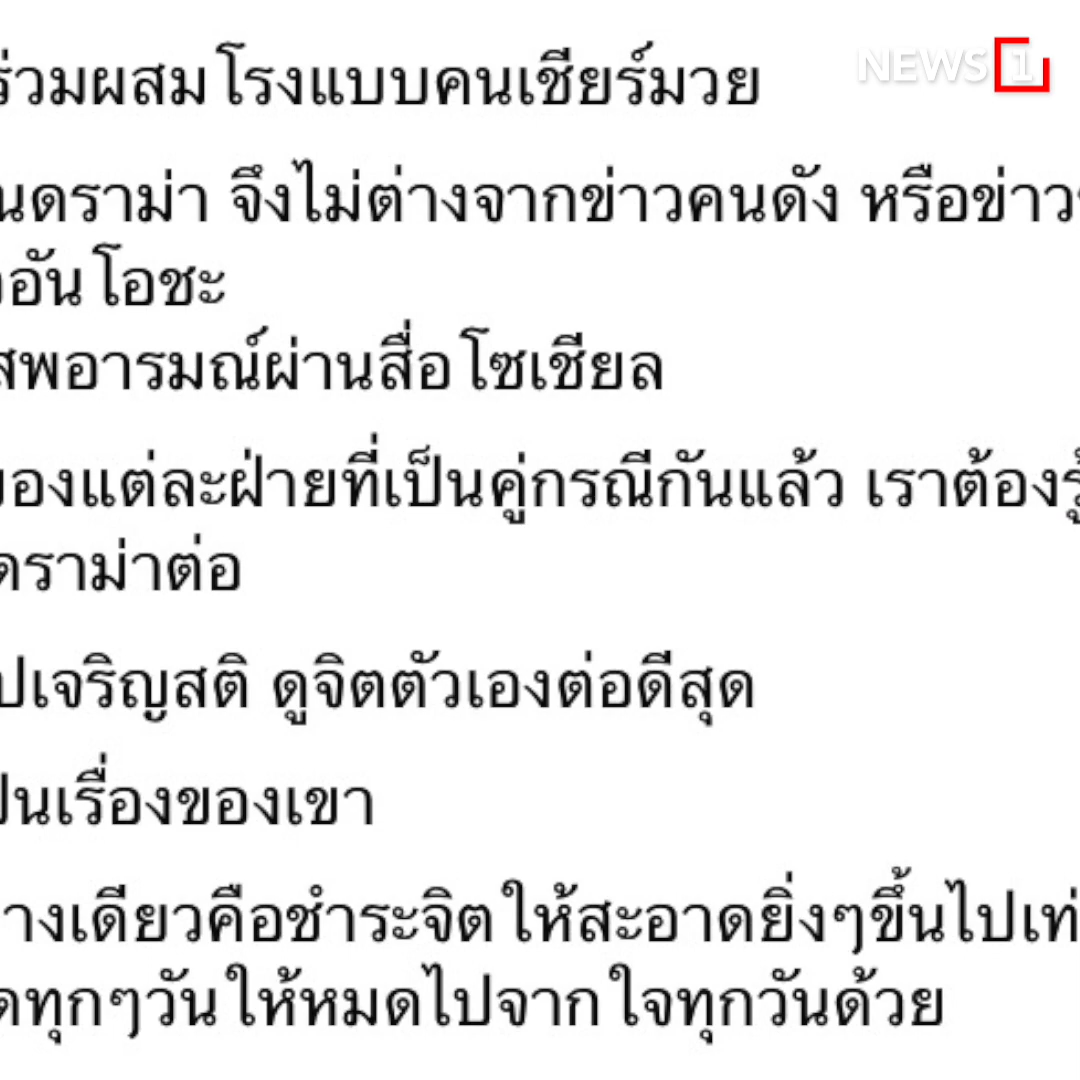 NEWS 1
ร่วมผสมโรงแบบคนเชียร์มวย
นดราม่า จึงไม่ต่างจากข่าวคนดัง หรือข่าว
ออันโอชะ
สพอารมณ์ผ่านสื่อโซเชียล
ของแต่ละฝ่ายที่เป็นคู่กรณีกันแล้ว เราต้องรู้
ดราม่าต่อ
ปเจริญสติ ดูจิตตัวเองต่อดีสุด
ป็นเรื่องของเขา
างเดียวคือชำระจิตให้สะอาดยิ่งๆขึ้นไปเท่
ดทุกๆวันให้หมดไปจากใจทุกวันด้วย